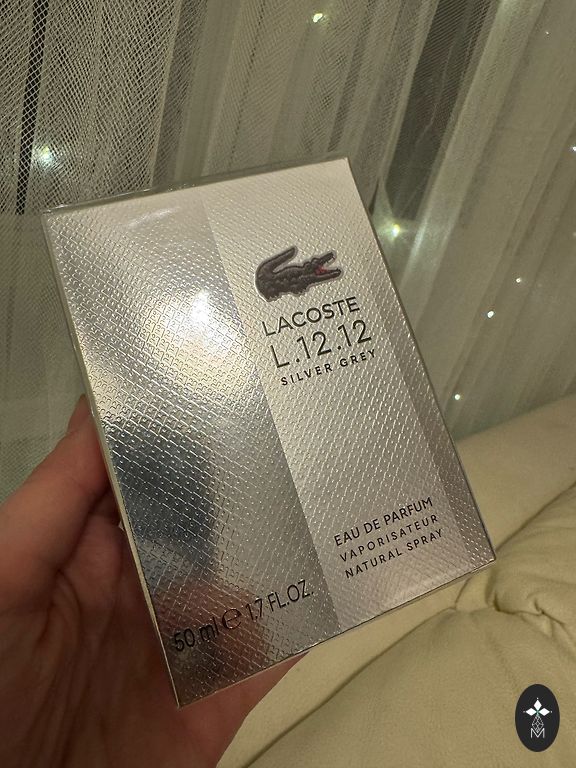 LACOSTE
L.12.12
SILVER GREY
EAU DE PARFUM
VAPORISATEUR
NATURAL SPRAY
50 ml ℮ 1.7 FL.OZ.
M